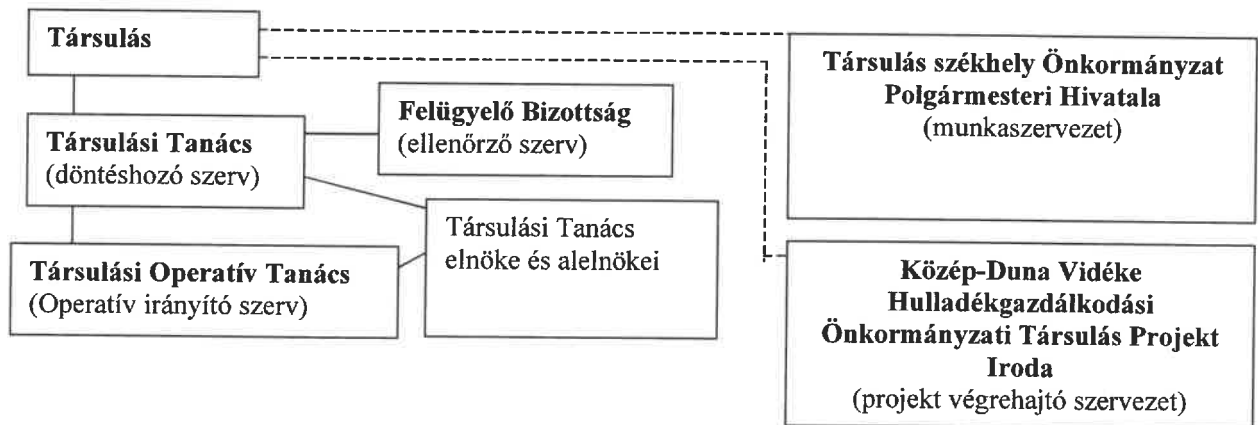 Társulás
Társulási Tanács
(döntéshozó szerv)
Társulási Operatív Tanács
(Operatív irányító szerv)
Felügyelő Bizottság
(ellenőrző szerv)
Társulási Tanács
elnöke és alelnökei
Társulás székhely Önkormányzat
Polgármesteri Hivatala
(munkaszervezet)
Közép-Duna Vidéke
Hulladékgazdálkodási
Önkormányzati Társulás Projekt
Iroda
(projekt végrehajtó szervezet)